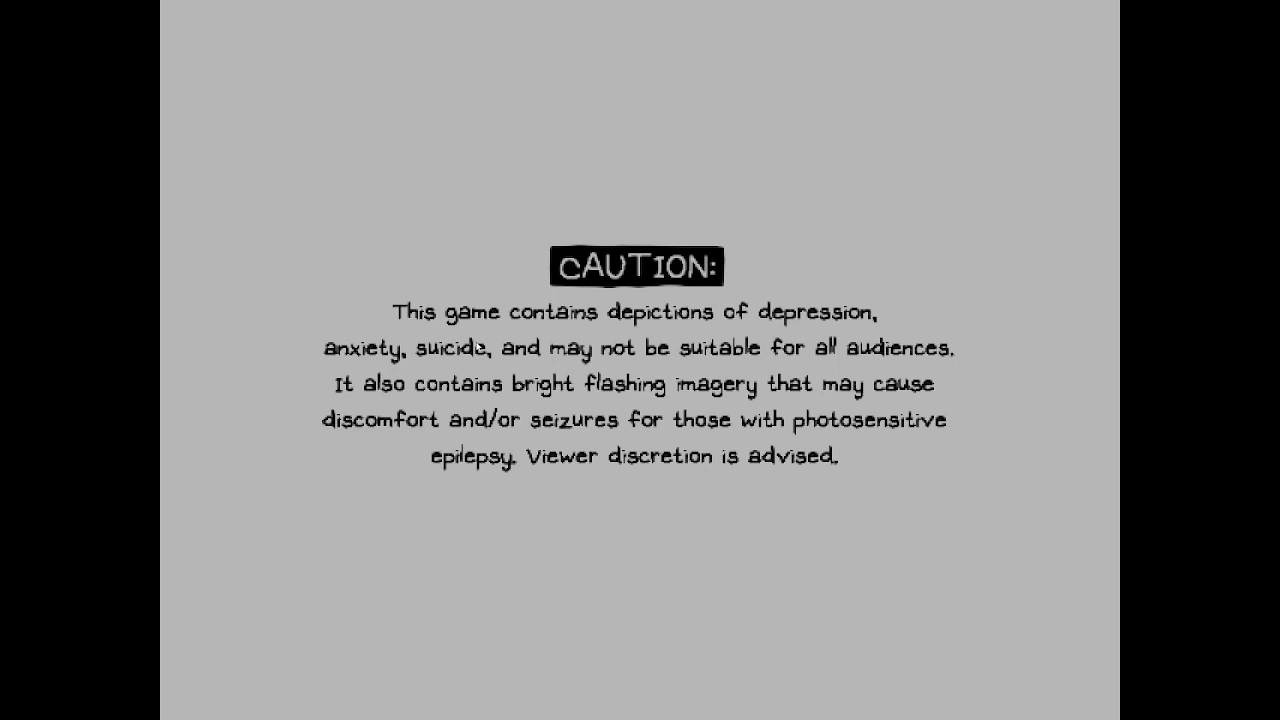 CAUTION:
This game contains depictions of depression,
anxiety, suicide, and may not be suitable for all audiences.
It also contains bright flashing imagery that may cause
discomfort and/or seizures for those with photosensitive
epilepsy. Viewer discretion is advised.